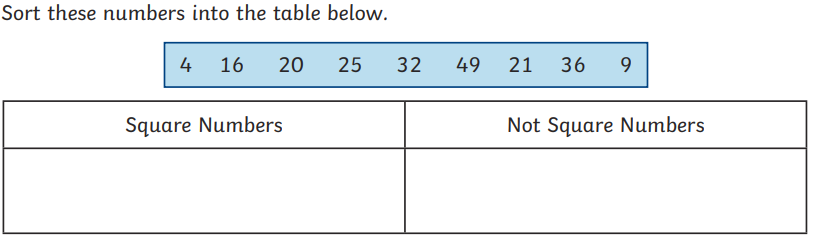 Sort these numbers into the table below.
4 16 20 25 32 49 21 36 9
Square Numbers Not Square Numbers